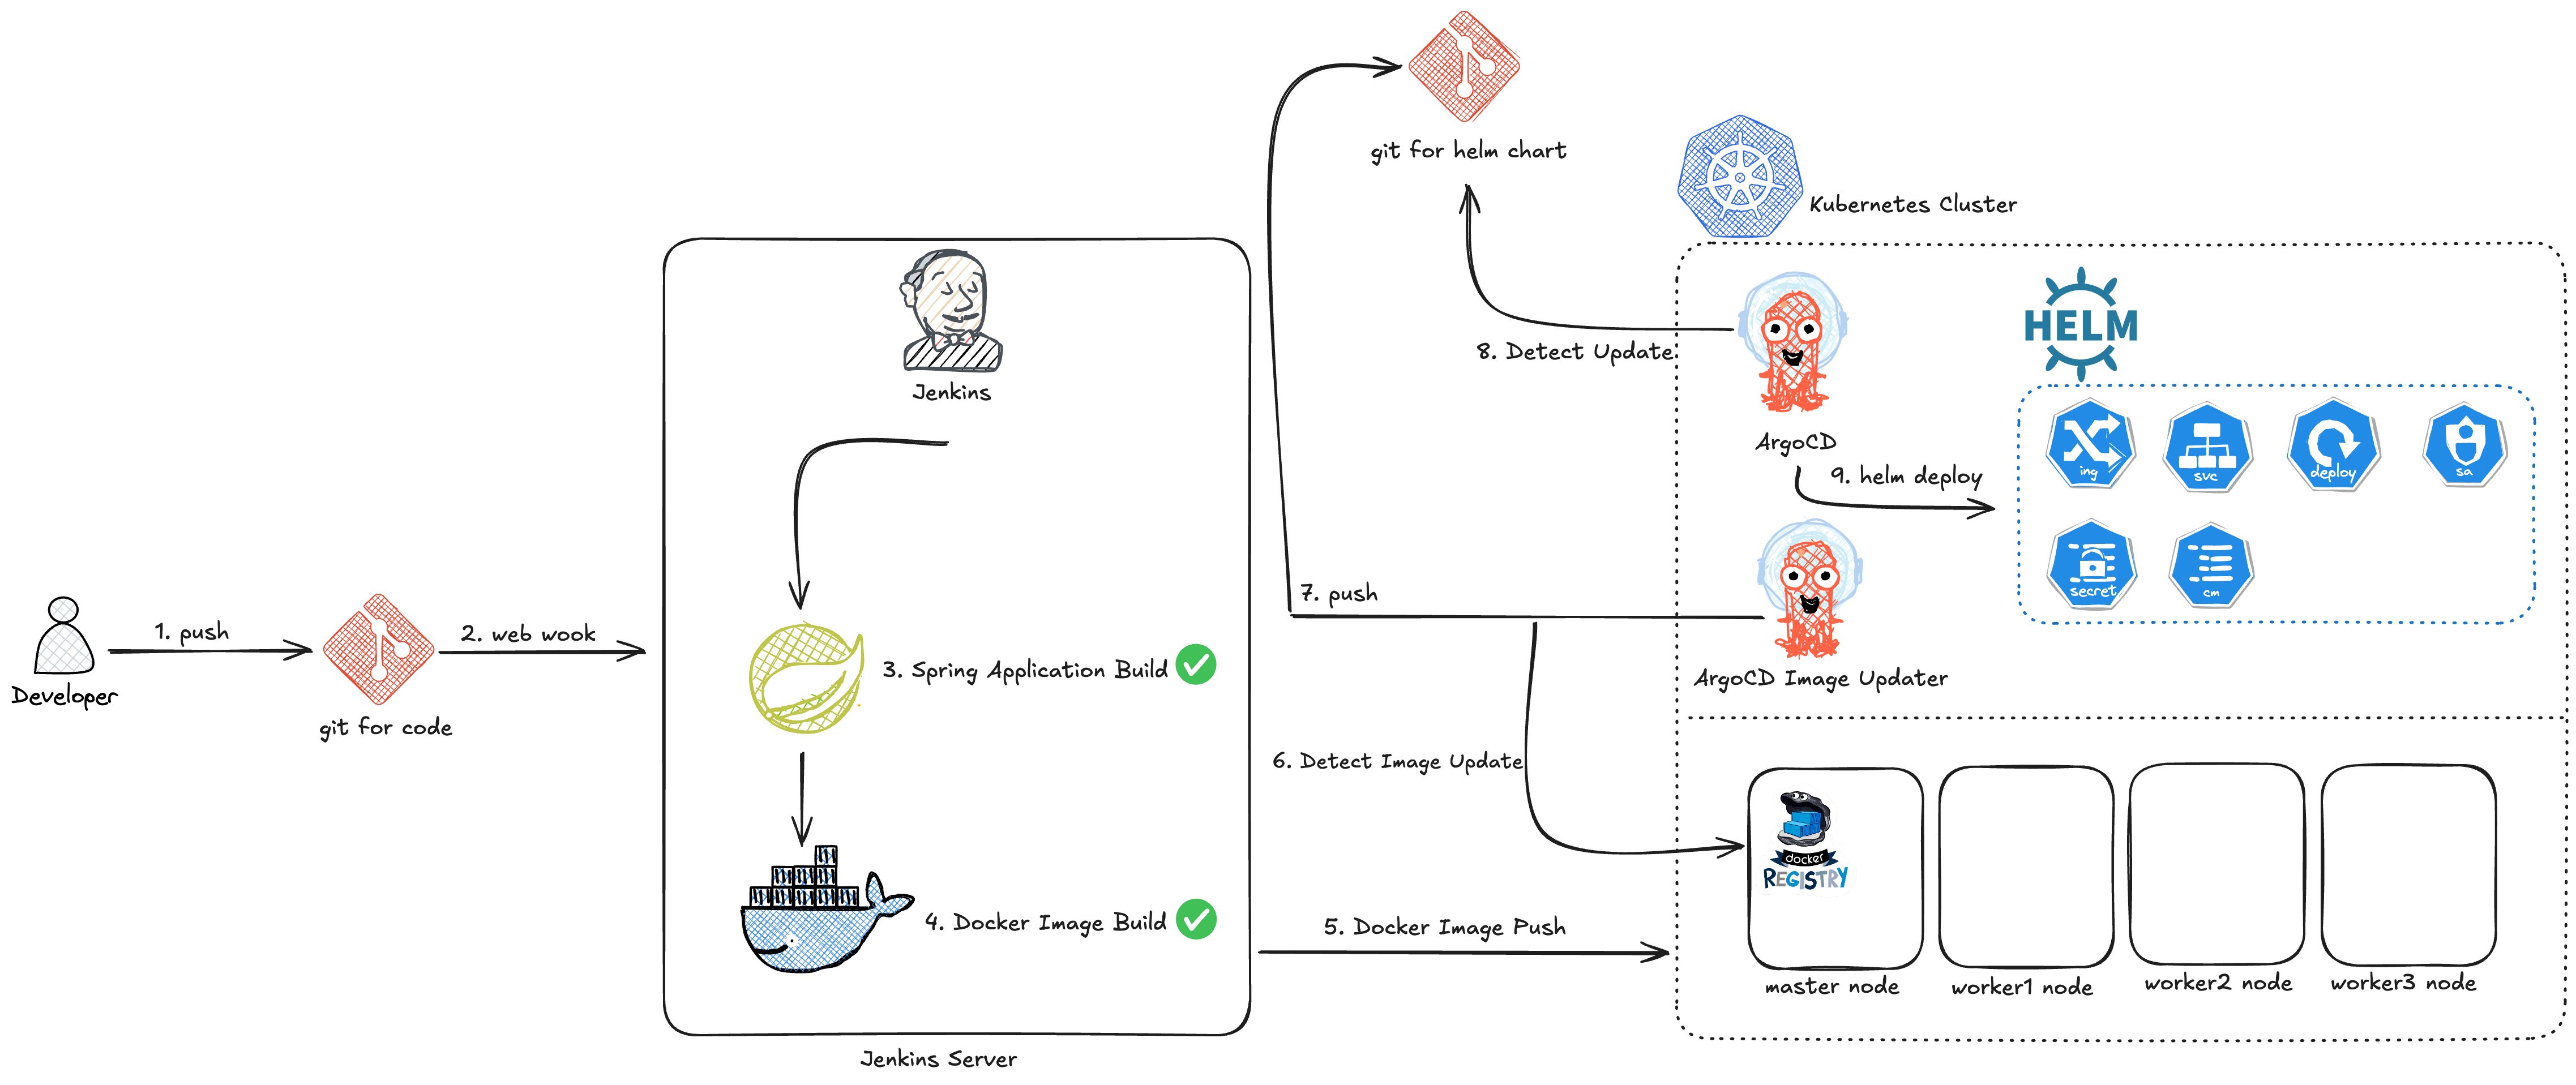 git for helm chart
Kubernetes Cluster
Jenkins
8. Detect Update
HELM
ArgoCD
9. helm deploy
ing
svc
deploy
sa
secret
cm
7. push
1. push
2. web wook
Developer
git for code
3. Spring Application Build
ArgoCD Image Updater
6. Detect Image Update
docker
REGISTRY
4. Docker Image Build
5. Docker Image Push
master node
worker1 node
worker2 node
worker3 node
Jenkins Server